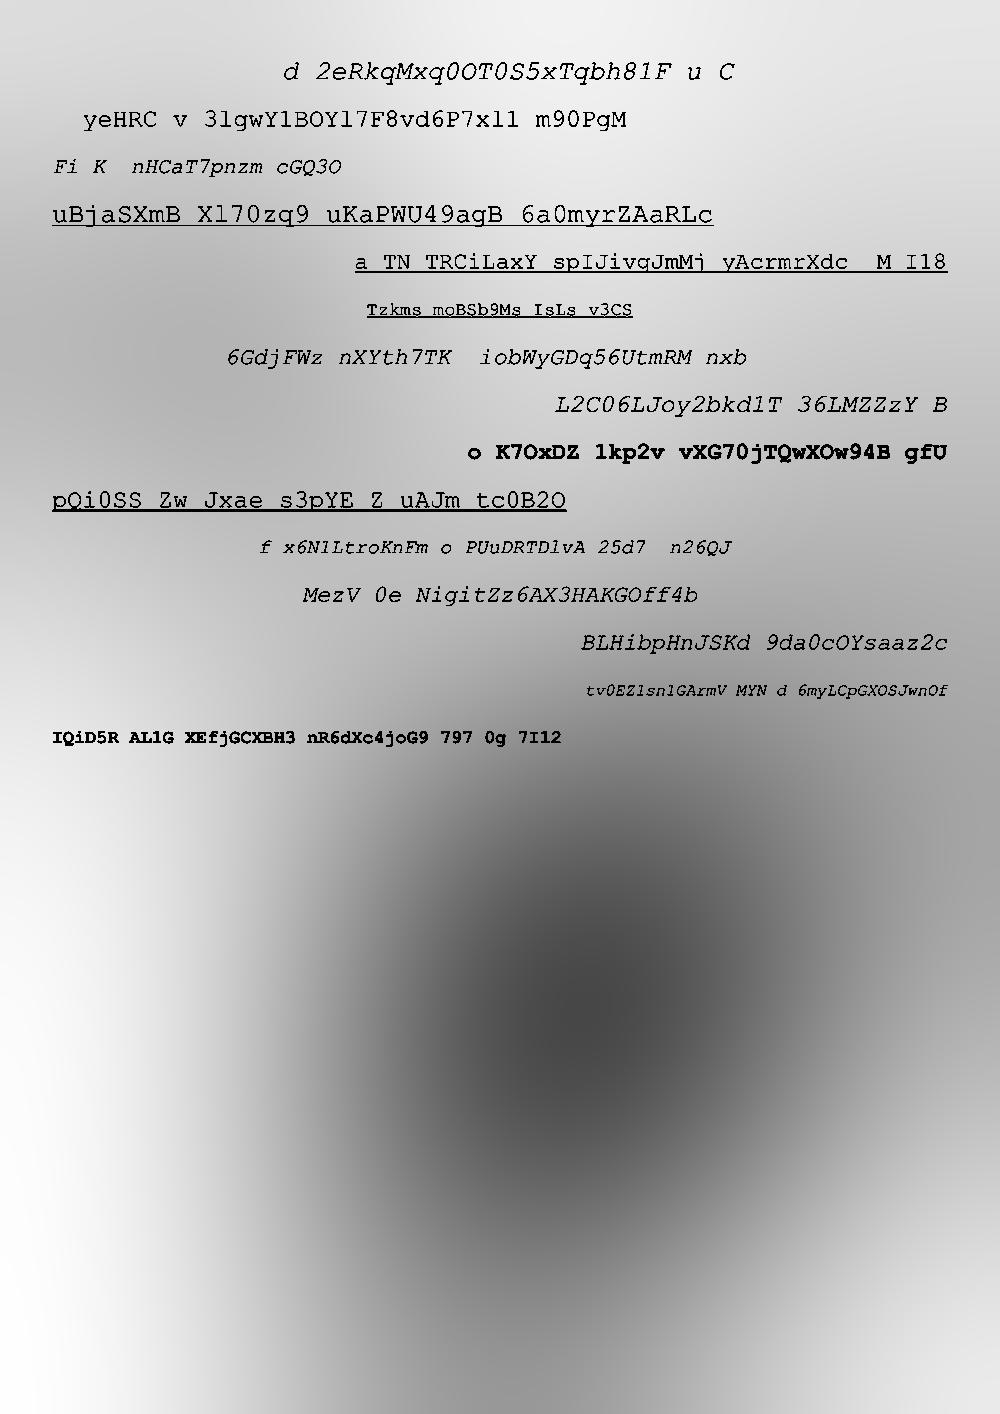 d 2eRkqMxq0OT0S5xTqbh81F u C
yeHRC v 3lgwY1BOYl7F8vd6P7xl1 m90PgM
Fi K  nHCaT7pnzm cGQ3O
uBjaSXmB Xl70zq9 uKaPWU49agB 6a0myrZAaRLc
a TN TRCiLaxY spIJivqJmMj yAcrmrXdc  M I18
Tzkms moBSb9Ms IsLs v3CS
6GdjFWz nXYth7TK  iobWyGDq56UtmRM nxb
L2C06LJoy2bkd1T 36LMZZzY B
o K7OxDZ 1kp2v vXG70jTQwXOw94B gfU
pQi0SS Zw Jxae s3pYE Z uAJm tc0B2O
f x6NlLtroKnFm o PUuDRTDlvA 25d7  n26QJ
MezV 0e NigitZz6AX3HAKGOff4b
BLHibpHnJSKd 9da0cOYsaaz2c
tv0EZ1sn1GArmV MYN d 6myLCpGXOSJwnOf
IQiD5R AL1G XEfjGCXBH3 nR6dXc4joG9 797 0g 7I12